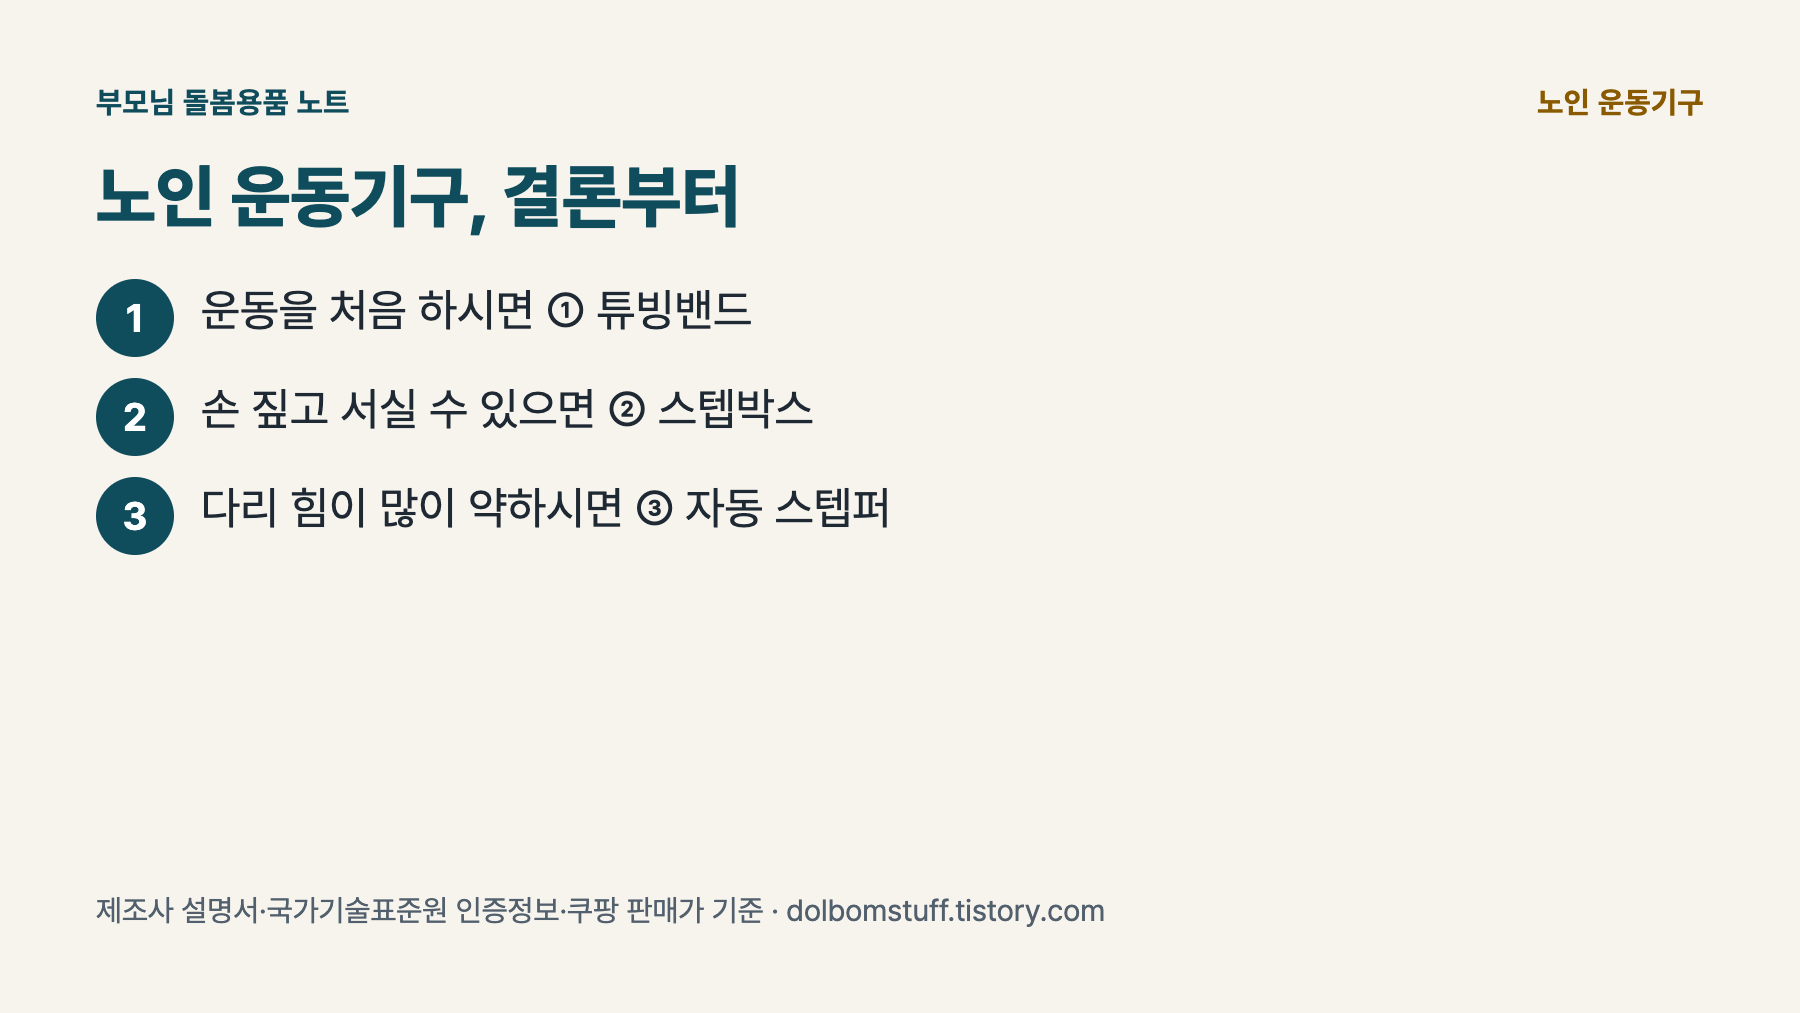 부모님 돌봄용품 노트
노인 운동기구
노인 운동기구, 결론부터
1 운동을 처음 하시면 ① 튜빙밴드
2 손 짚고 서실 수 있으면 ② 스텝박스
3 다리 힘이 많이 약하시면 ③ 자동 스텝퍼
제조사 설명서·국가기술표준원 인증정보·쿠팡 판매가 기준 · dolbomstuff.tistory.com